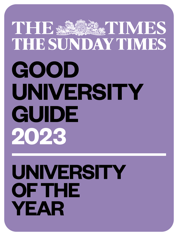 THE TIMES
THE SUNDAY TIMES
GOOD
UNIVERSITY
GUIDE
2023
UNIVERSITY
OF THE
YEAR